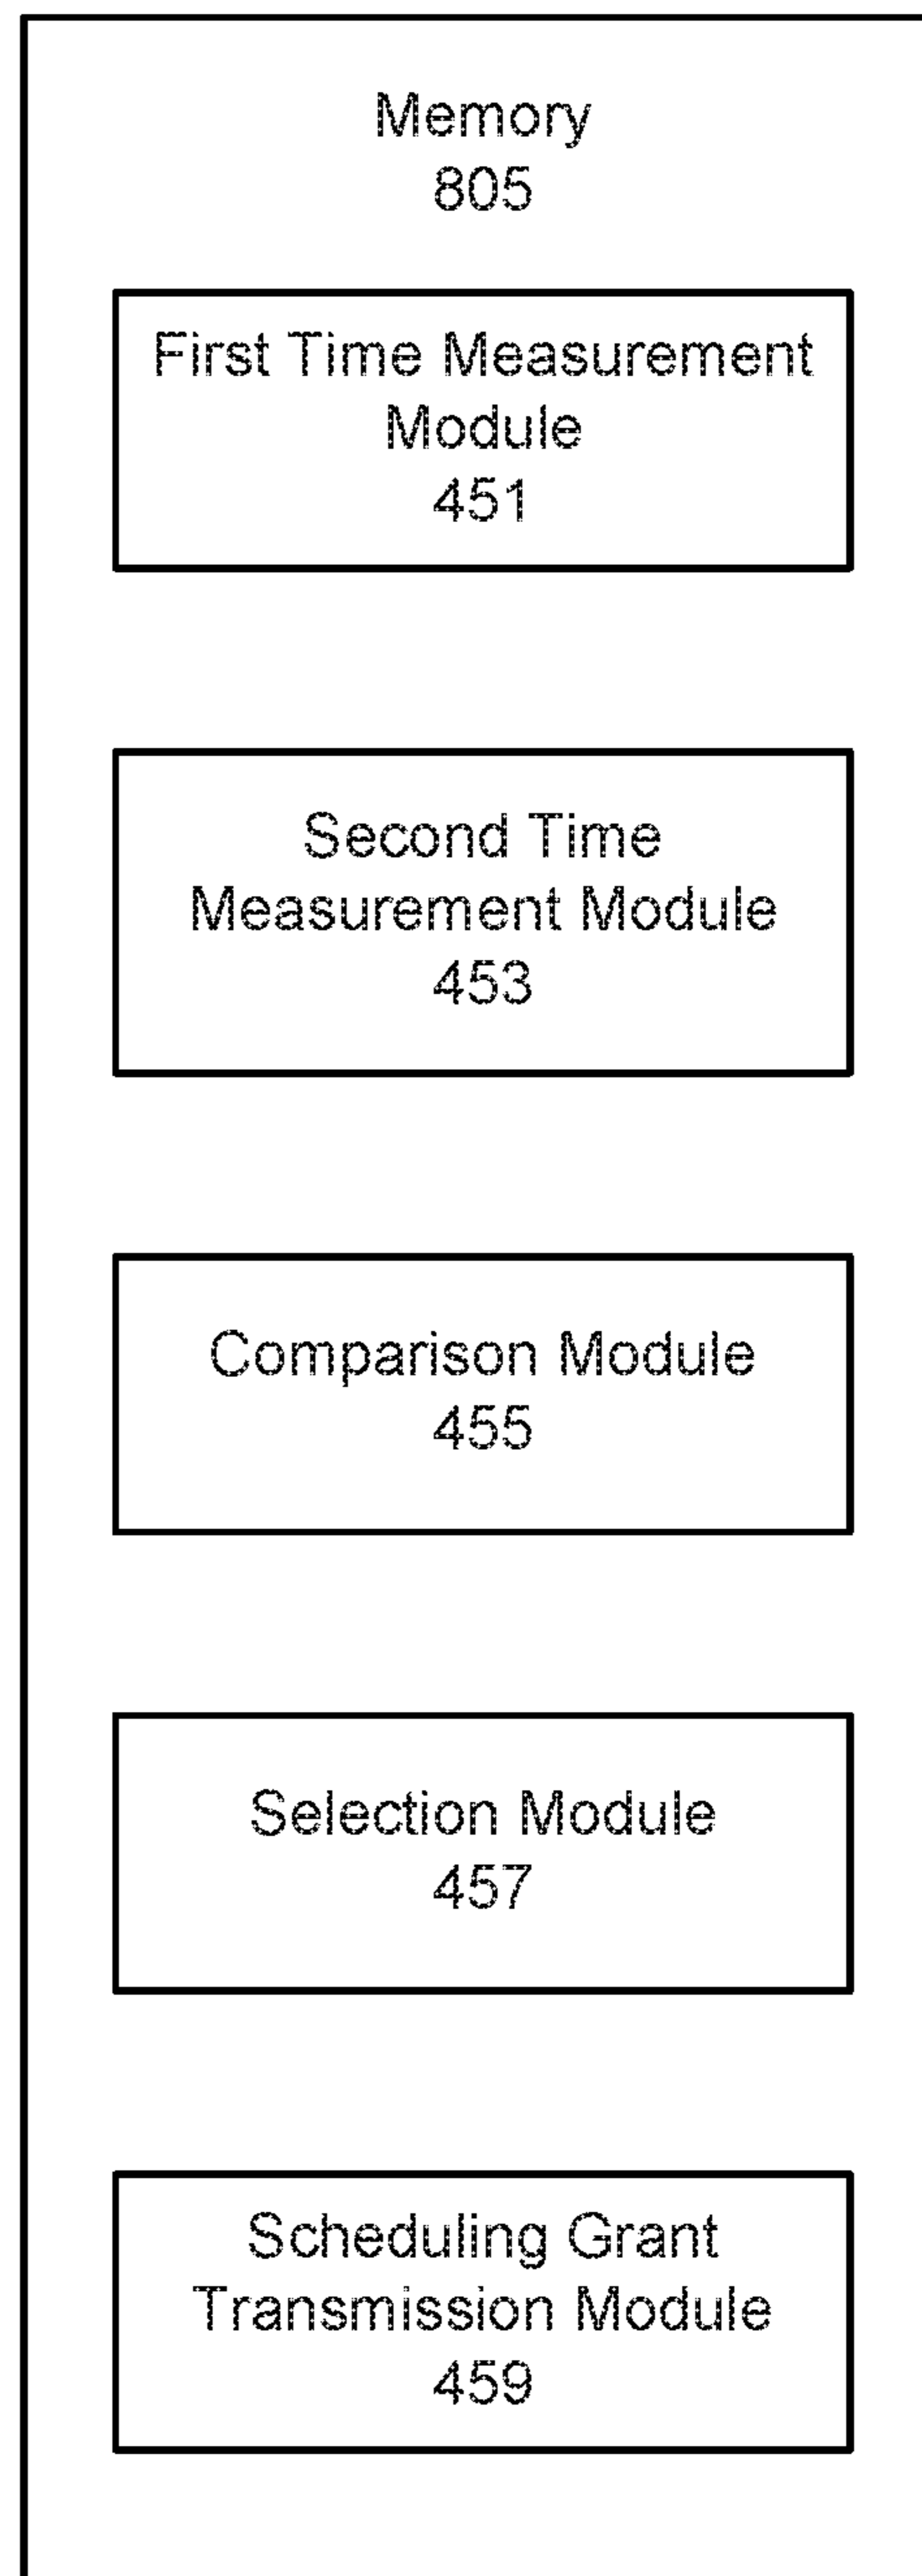 Memory
805
First Time Measurement
Module
451
Second Time
Measurement Module
453
Comparison Module
455
Selection Module
457
Scheduling Grant
Transmission Module
459